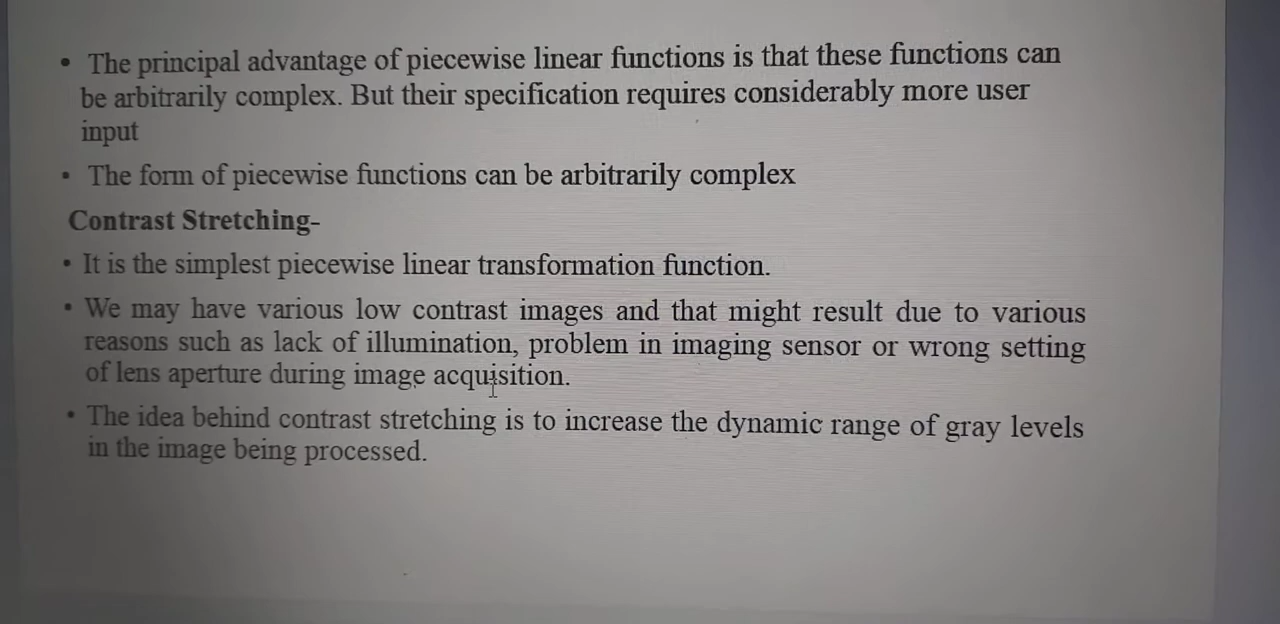 • The principal advantage of piecewise linear functions is that these functions can
be arbitrarily complex. But their specification requires considerably more user
input
• The form of piecewise functions can be arbitrarily complex
Contrast Stretching-
• It is the simplest piecewise linear transformation function.
• We may have various low contrast images and that might result due to various
reasons such as lack of illumination, problem in imaging sensor or wrong setting
of lens aperture during image acquisition.
• The idea behind contrast stretching is to increase the dynamic range of gray levels
in the image being processed.